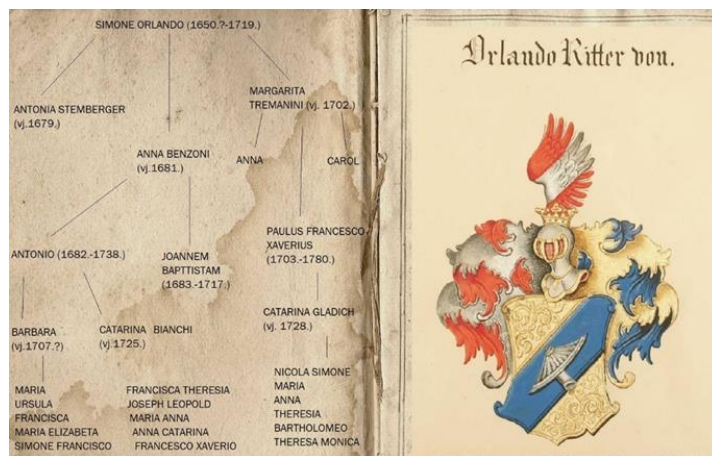 SIMONE ORLANDO (1650.?-1719.)
ANTONIA STEMBERGER
(vj.1679.)
MARGARITA
TREMANINI (vj. 1702.)
ANNA BENZONI
(vj.1681.)
ANNA
CAROL
ANTONIO (1682.-1738.)
JOANNEM
BAPTTISTAM
(1683.-1717.)
PAULUS FRANCESCO
XAVERIUS
(1703.-1780.)
BARBARA
(vj.1707.?)
CATARINA BIANCHI
(vj.1725.)
CATARINA GLADICH
(vj. 1728.)
MARIA
URSULA
FRANCISCA
MARIA ELIZABETA
SIMONE FRANCISCO
FRANCISCA THERESIA
JOSEPH LEOPOLD
MARIA ANNA
ANNA CATARINA
FRANCESCO XAVERIO
NICOLA SIMONE
MARIA
ANNA
THERESIA
BARTHOLOMEO
THERESA MONICA
Orlando Ritter von.